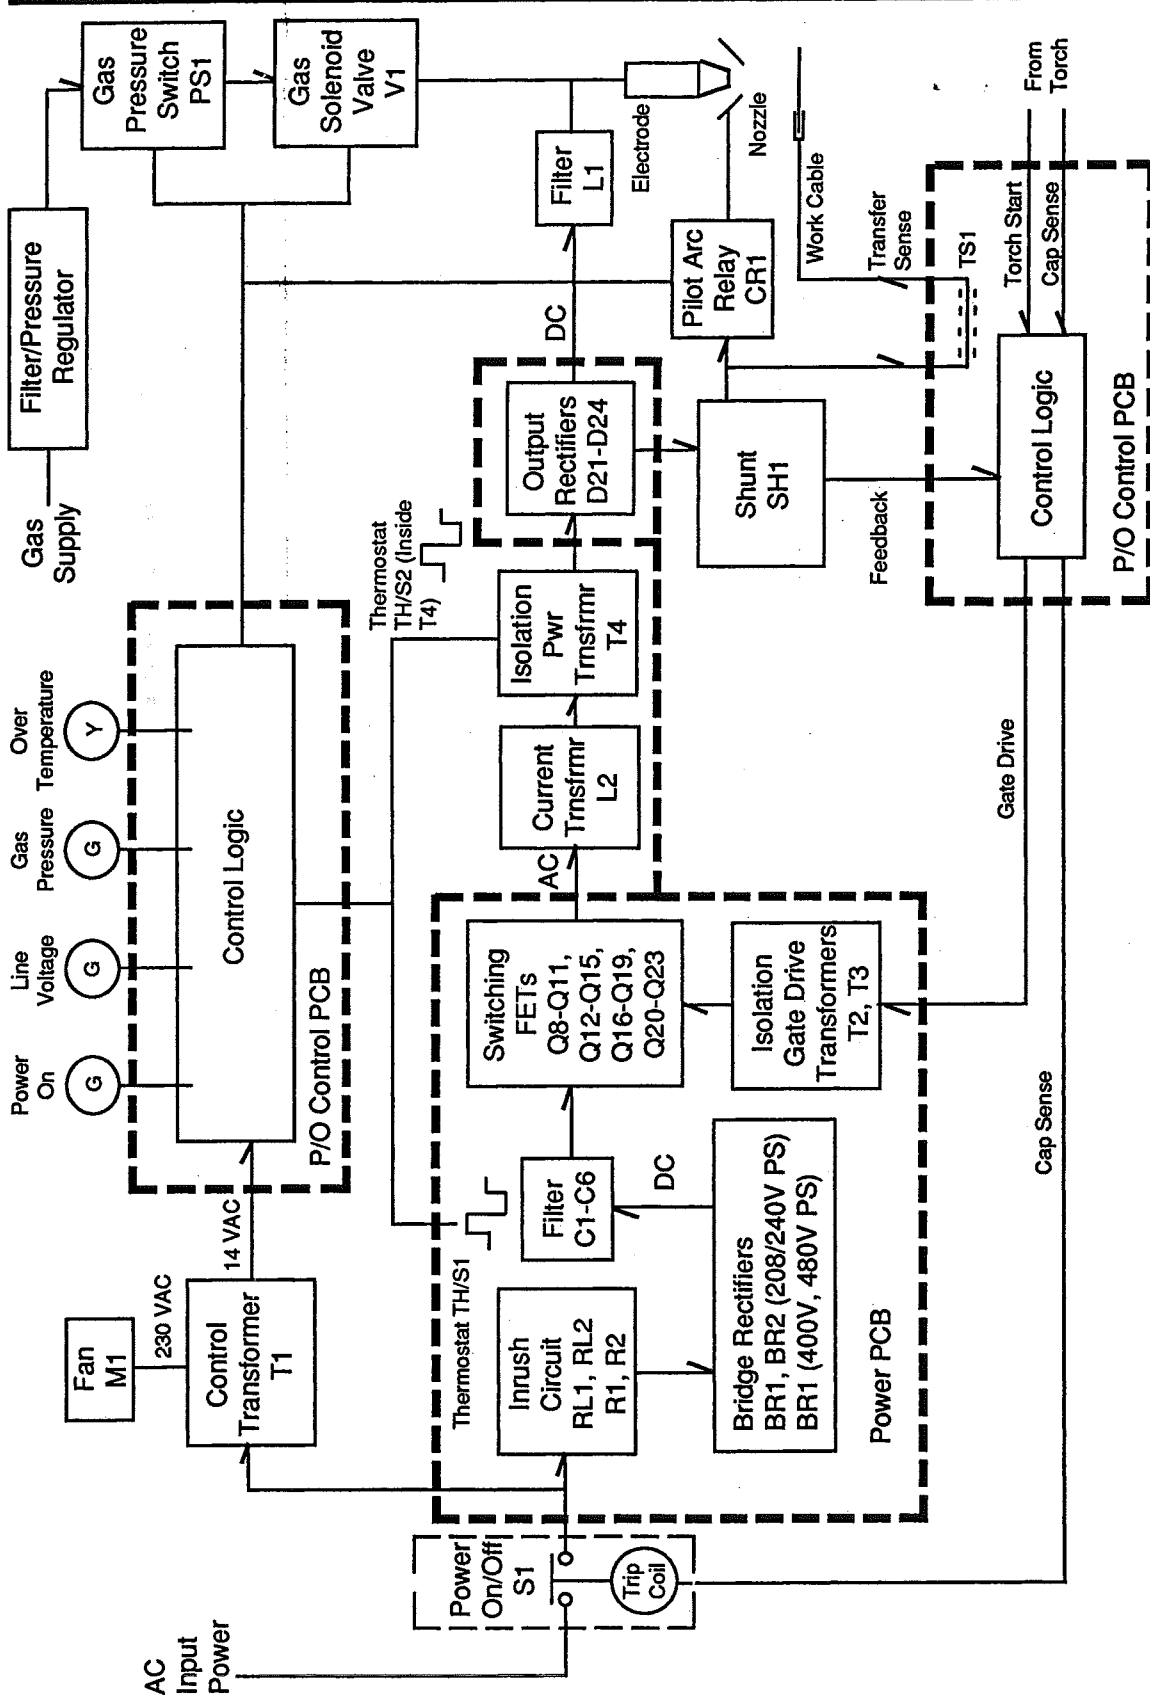 AC
Input
Power
Power
On/Off
S1
Trip
Coil
Fan
M1
230 VAC
Control
Transformer
T1
14 VAC
Power
On
G
Line
Voltage
G
Gas
Pressure
G
Over
Temperature
Y
Control Logic
P/O Control PCB
Gas
Supply
Filter/Pressure
Regulator
Gas
Pressure
Switch
PS1
Gas
Solenoid
Valve
V1
Thermostat TH/S1
Inrush
Circuit
RL1, RL2
R1, R2
Filter
C1-C6
DC
Bridge Rectifiers
BR1, BR2 (208/240V PS)
BR1 (400V, 480V PS)
Power PCB
Switching
FETs
Q8-Q11,
Q12-Q15,
Q16-Q19,
Q20-Q23
Isolation
Gate Drive
Transformers
T2, T3
AC
Current
Trnsfrmr
L2
Thermostat
TH/S2 (Inside
T4)
Isolation
Pwr
Trnsfrmr
T4
Output
Rectifiers
D21-D24
DC
Filter
L1
Electrode
Nozzle
Pilot Arc
Relay
CR1
Shunt
SH1
Work Cable
Transfer
Sense
TS1
Feedback
Torch Start
Cap Sense
From
Torch
Control Logic
P/O Control PCB
Gate Drive
Cap Sense